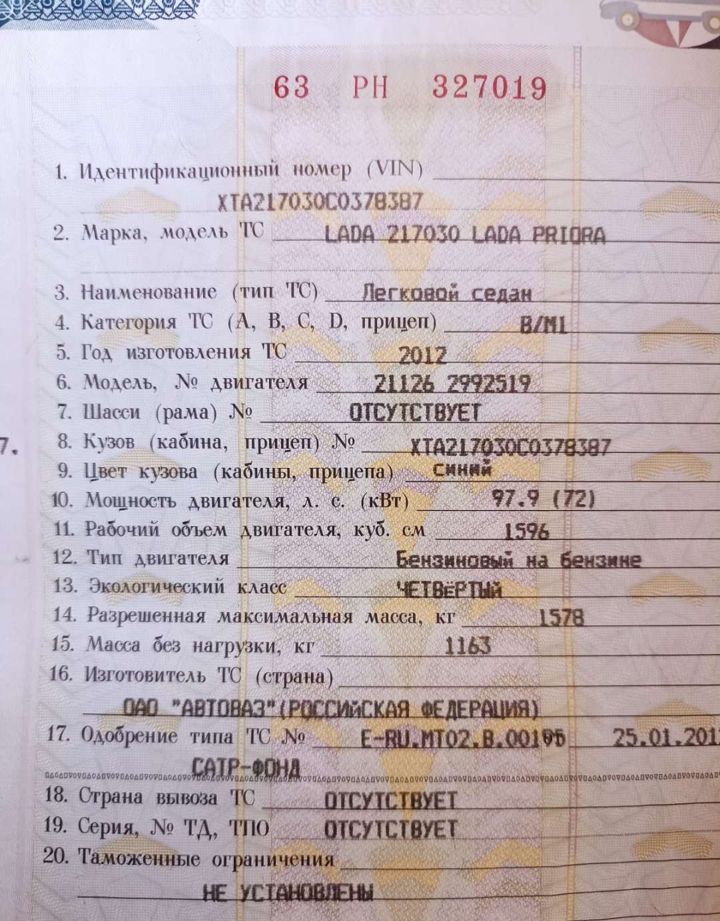 63 РН 327019
1. Идентификационный номер (VIN)
XTA217030C0378387
2. Марка, модель ТС LADA 217030 LADA PRIORA
3. Наименование (тип ТС) Легковой седан
4. Категория ТС (А, В, С, D, прицеп) B/M1
5. Год изготовления ТС 2012
6. Модель, № двигателя 21126 2992519
7. Шасси (рама) № ОТСУТСТВУЕТ
7.
8. Кузов (кабина, прицеп) № XTA217030C0378387
9. Цвет кузова (кабины, прицепа) СИНИЙ
10. Мощность двигателя, л. с. (кВт) 97.9 (72)
11. Рабочий объем двигателя, куб. см 1596
12. Тип двигателя Бензиновый на бензине
13. Экологический класс ЧЕТВЁРТЫЙ
14. Разрешенная максимальная масса, кг 1578
15. Масса без нагрузки, кг 1163
16. Изготовитель ТС (страна)
ОАО "АВТОВАЗ"(РОССИЙСКАЯ ФЕДЕРАЦИЯ)
17. Одобрение типа ТС № 25.01.201
САТР-ФОНД
18. Страна вывоза ТС ОТСУТСТВУЕТ
19. Серия, № ТД, ТПО ОТСУТСТВУЕТ
20. Таможенные ограничения
НЕ УСТАНОВЛЕНЫ